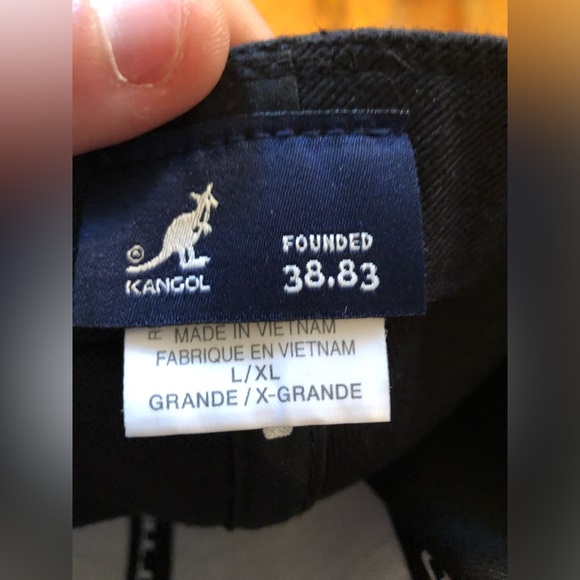 FOUNDED
38.83
KANGOL
MADE IN VIETNAM
FABRIQUE EN VIETNAM
L/XL
GRANDE / X-GRANDE